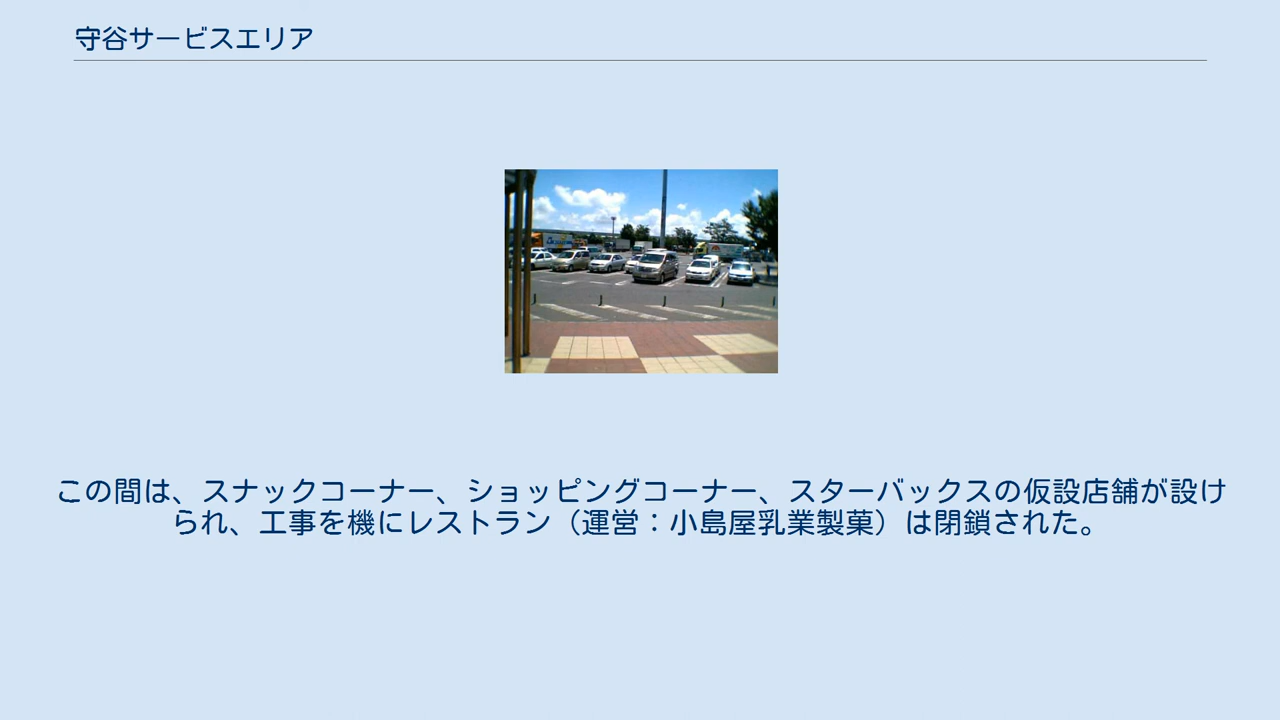 守谷サービスエリア
この間は、スナックコーナー、ショッピングコーナー、スターバックスの仮設店舗が設け
られ、工事を機にレストラン（運営：小島屋乳業製菓）は閉鎖された。